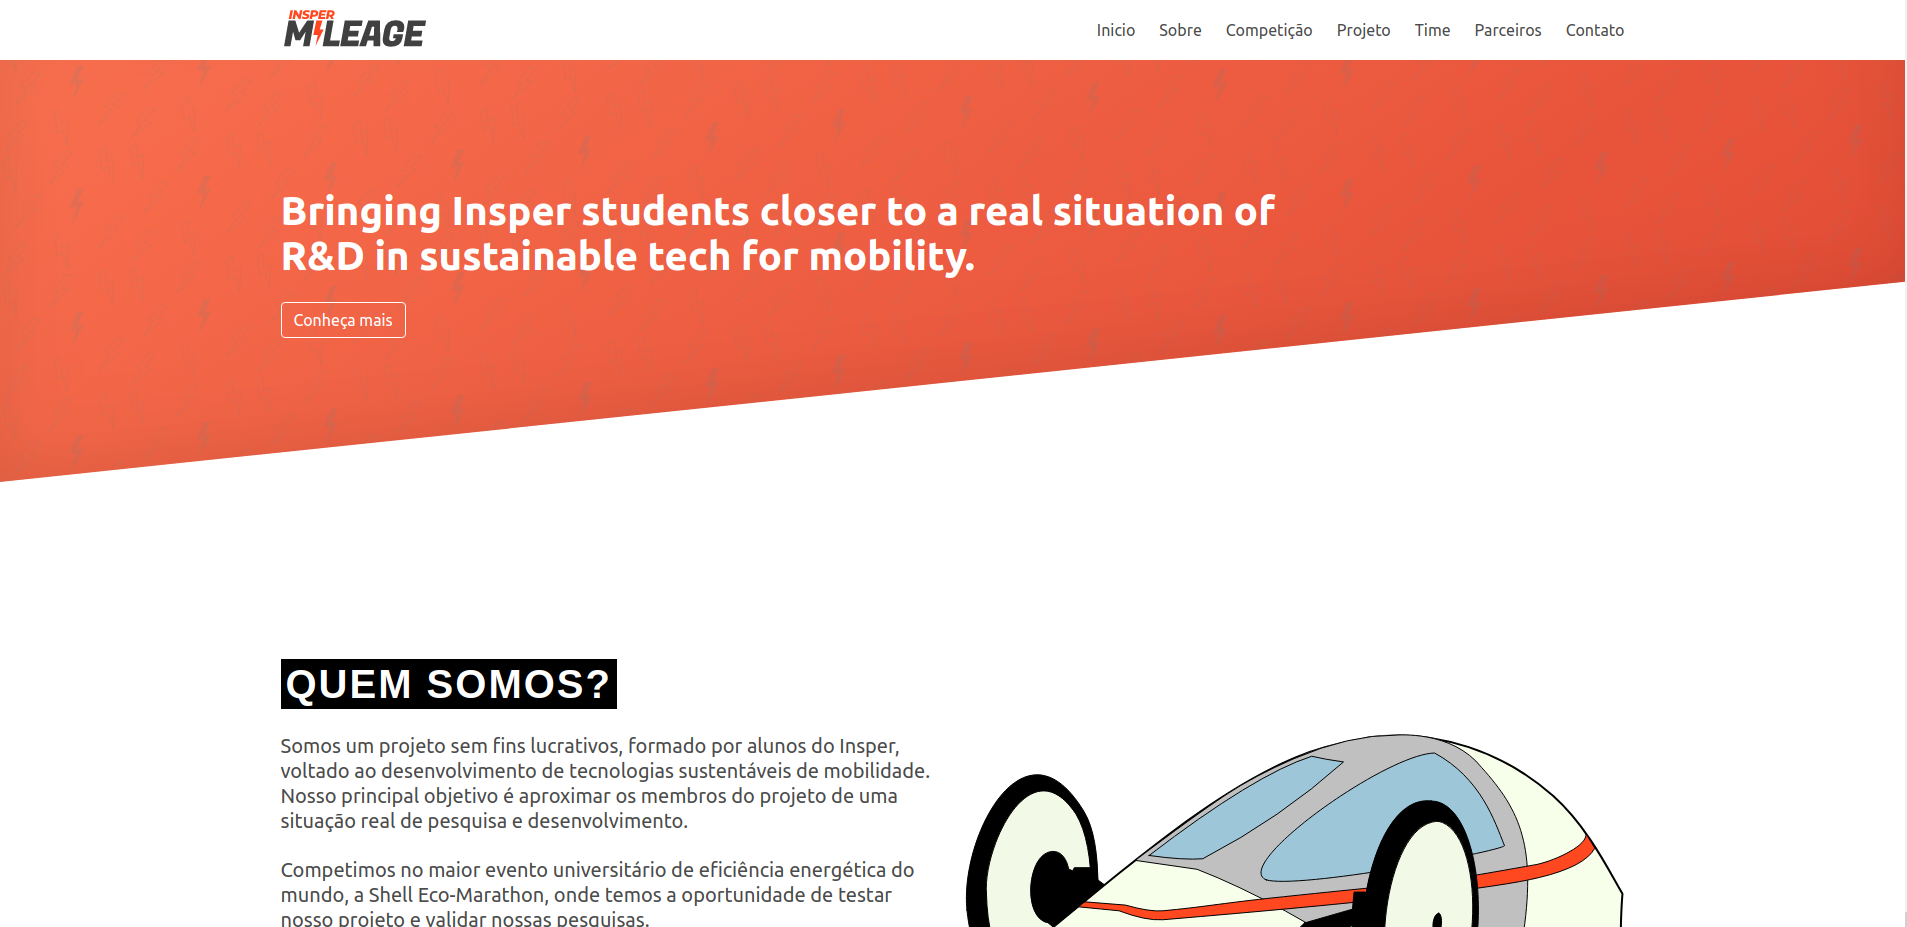 INSPER
MILEAGE
Inicio Sobre Competição Projeto Time Parceiros Contato
Bringing Insper students closer to a real situation of
R&D in sustainable tech for mobility.
Conheça mais
QUEM SOMOS?
Somos um projeto sem fins lucrativos, formado por alunos do Insper,
voltado ao desenvolvimento de tecnologias sustentáveis de mobilidade.
Nosso principal objetivo é aproximar os membros do projeto de uma
situação real de pesquisa e desenvolvimento.
Competimos no maior evento universitário de eficiência energética do
mundo, a Shell Eco-Marathon, onde temos a oportunidade de testar
nosso projeto e validar nossas pesquisas.